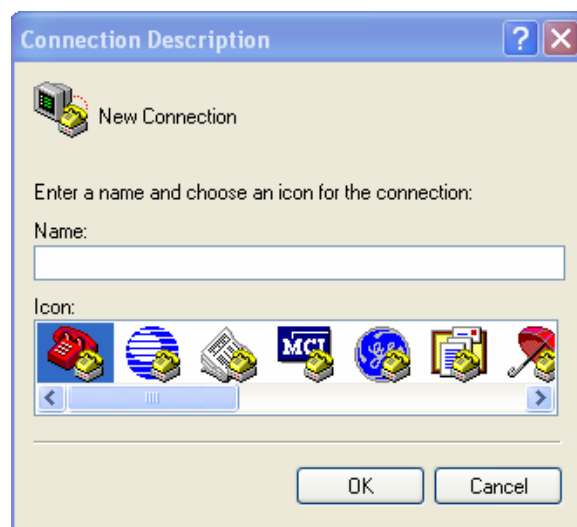 Connection Description
New Connection
Enter a name and choose an icon for the connection:
Name:
Icon:
MCI
OK
Cancel